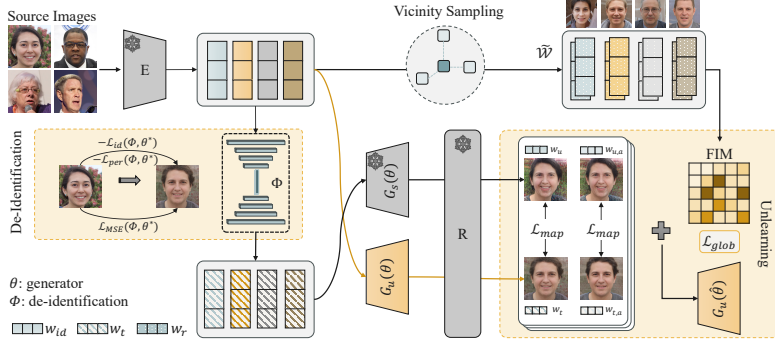 Source Images
E
Vicinity Sampling
𝒲̃
De-Identification
−ℒ_id(Φ, θ*)
−ℒ_per(Φ, θ*)
ℒ_MSE(Φ, θ*)
Φ
G_s(θ)
G_u(θ)
R
w_u
w_u,a
ℒ_map
ℒ_map
w_t
w_t,a
FIM
ℒ_glob
G_u(θ̂)
Unlearning
θ: generator
Φ: de-identification
w_id
w_t
w_r